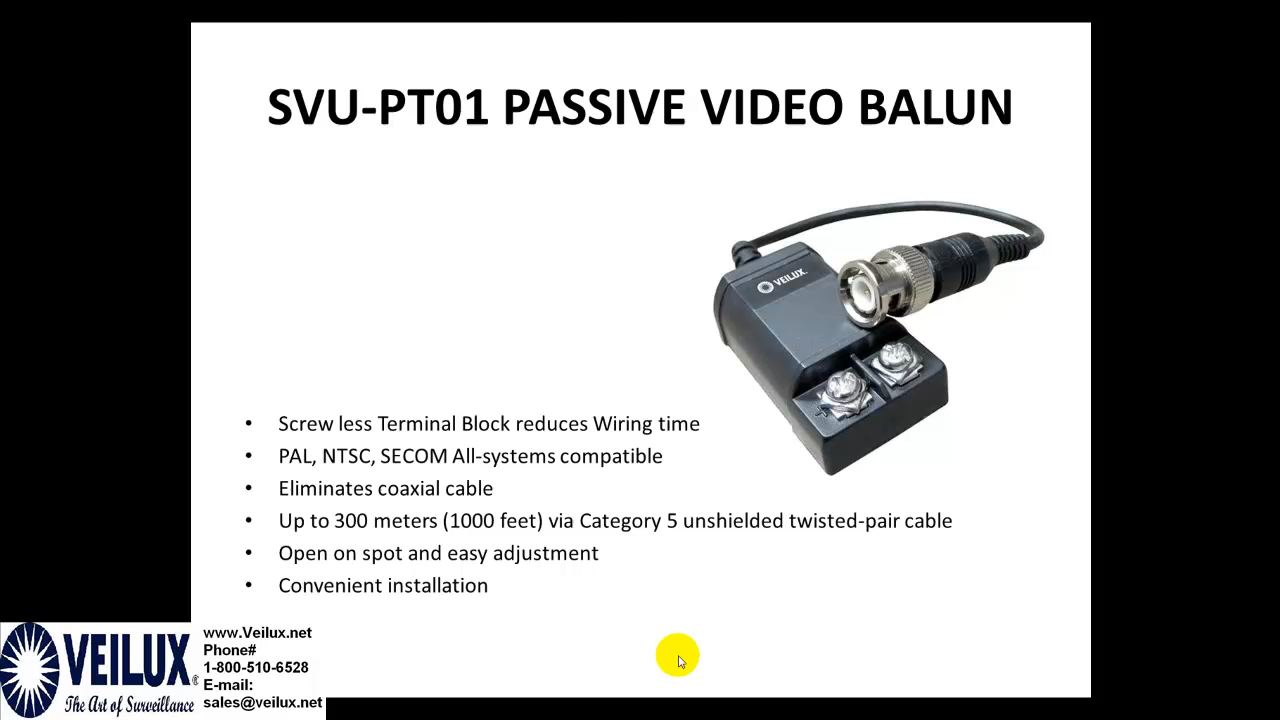 SVU-PT01 PASSIVE VIDEO BALUN
VEILUX.
+
• Screw less Terminal Block reduces Wiring time
• PAL, NTSC, SECOM All-systems compatible
• Eliminates coaxial cable
• Up to 300 meters (1000 feet) via Category 5 unshielded twisted-pair cable
• Open on spot and easy adjustment
• Convenient installation
VEILUX®
The Art of Surveillance
www.Veilux.net
Phone#
1-800-510-6528
E-mail:
sales@veilux.net